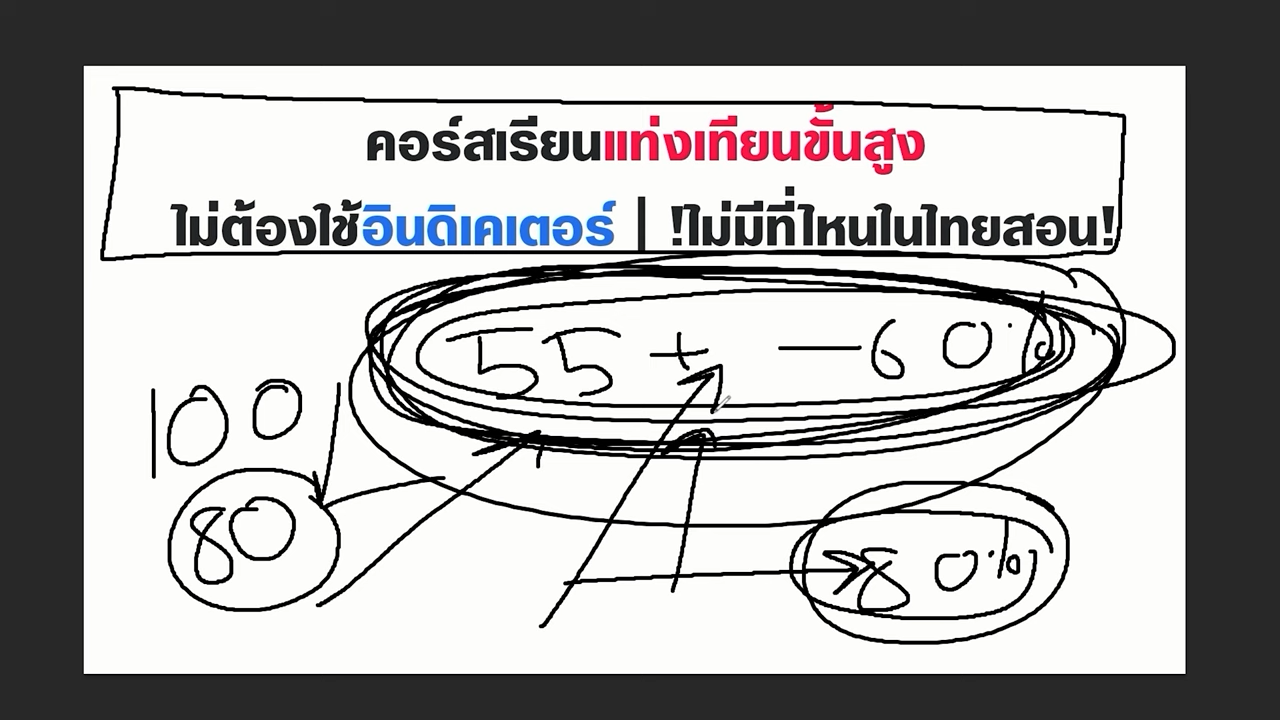 คอร์สเรียนแท่งเทียนขั้นสูง
ไม่ต้องใช้อินดิเคเตอร์ | !ไม่มีที่ไหนในไทยสอน!
55 + - 60%
100
80
80%